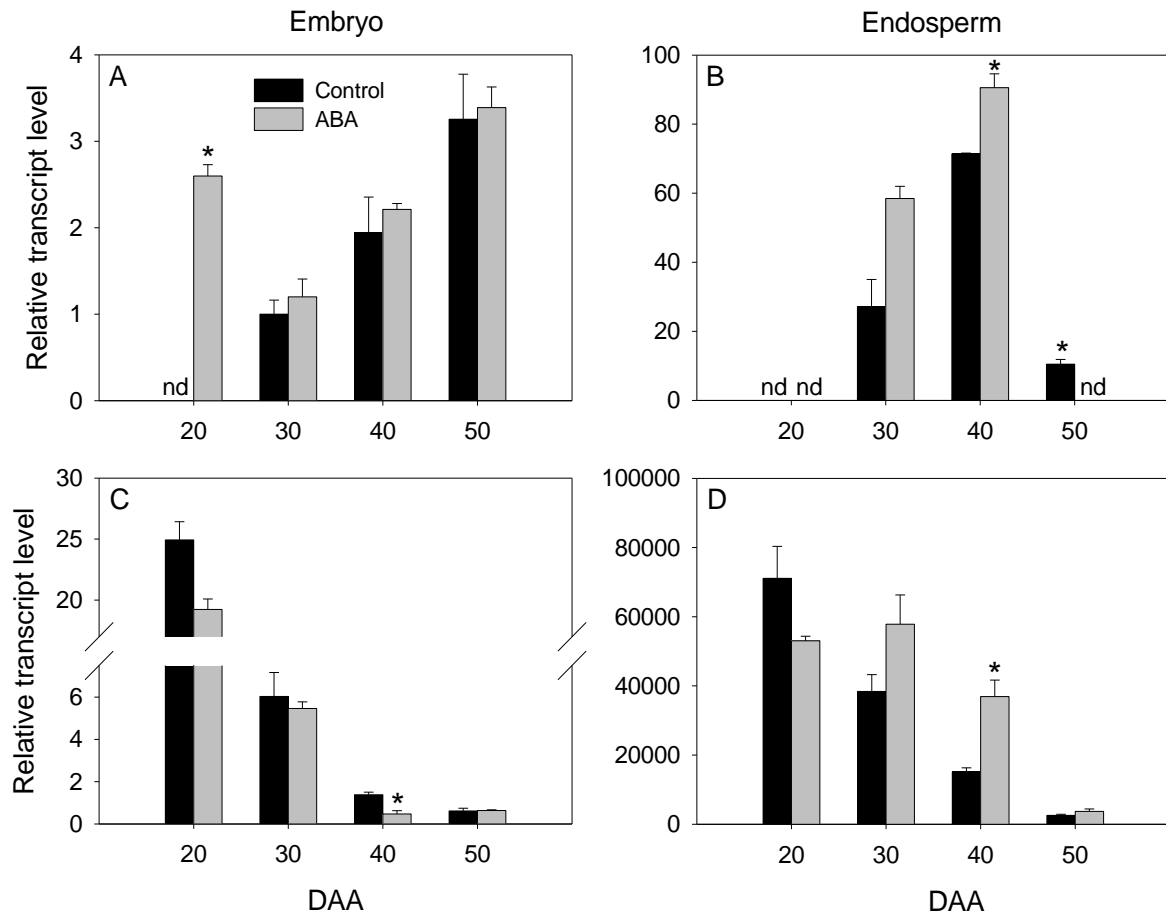 Embryo
Endosperm
A
Control
ABA
Relative transcript level
4
3
2
1
0
*
nd
20 30 40 50
B
100
80
60
40
20
0
*
*
nd nd
nd
20 30 40 50
C
Relative transcript level
30
25
20
6
4
2
0
*
20 30 40 50
DAA
D
100000
80000
60000
40000
20000
0
*
20 30 40 50
DAA